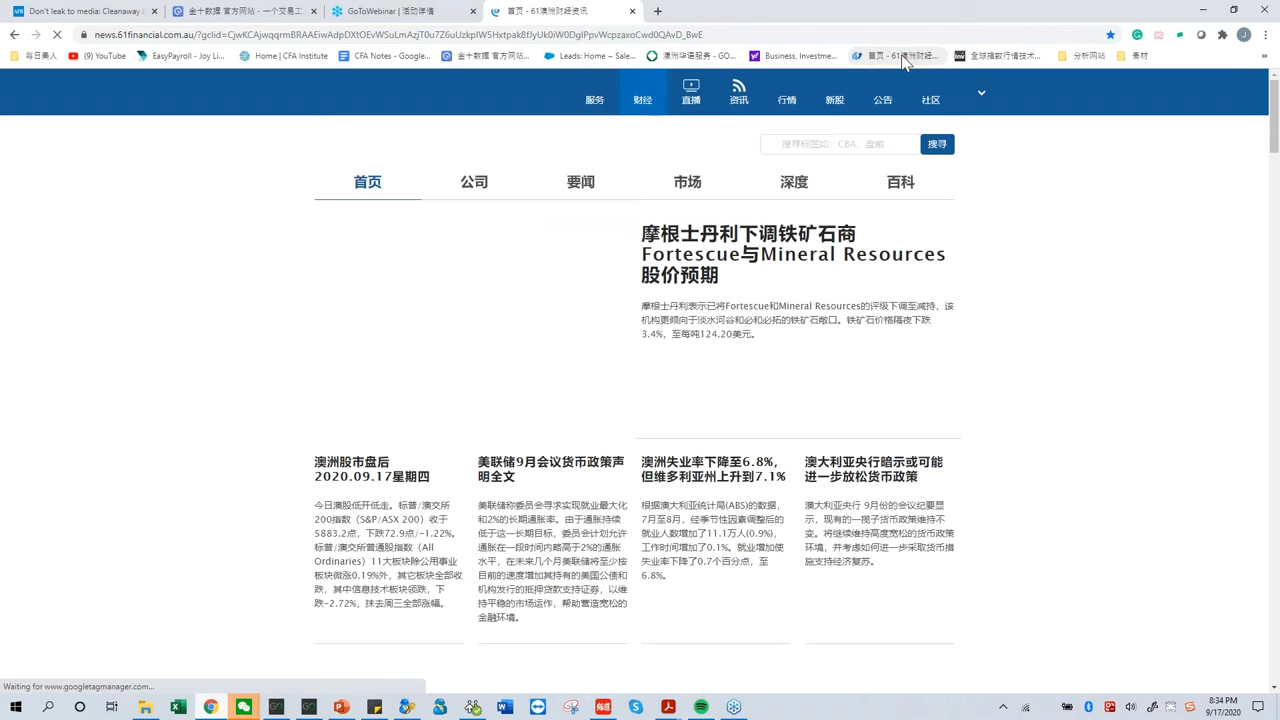 Don't leak to media: Cleanaway
金十数据 官方网站_一个交易工
GoToWebinar | 活动详情
首页 - 61澳洲财经资讯
news.61financial.com.au/?gclid=CjwKCAjwqrmBRAAEiwAdpDXtOEvWSuLmAzjT0u7Z6uUzkpIW5Hxtpak8fJyUk0iW0DgIPpvWcpzaxoCwd0QAvD_BwE
每日美人
(9) YouTube
EasyPayroll - Joy Li...
Home | CFA Institute
CFA Notes - Google...
金十数据 官方网站...
Leads: Home ~ Sale...
澳洲华语服务 - GO...
Business, Investme...
首页 - 61澳洲财经...
全球指数行情技术...
分析网站
素材
服务
财经
直播
资讯
行情
新股
公告
社区
搜寻标签如：CBA、盘前
搜寻
首页
公司
要闻
市场
深度
百科
摩根士丹利下调铁矿石商
Fortescue与Mineral Resources
股价预期
摩根士丹利表示已将Fortescue和Mineral Resources的评级下调至减持，该
机构更倾向于淡水河谷和必和必拓的铁矿石敞口。铁矿石价格隔夜下跌
3.4%，至每吨124.20美元。
澳洲股市盘后
2020.09.17星期四
今日澳股低开低走。标普/澳交所
200指数（S&P/ASX 200）收于
5883.2点，下跌72.9点/-1.22%。
标普/澳交所普通股指数（All
Ordinaries）11大板块除公用事业
板块微涨0.19%外，其它板块全部收
跌，其中信息技术板块领跌，下
跌-2.72%，抹去周三全部涨幅。
美联储9月会议货币政策声
明全文
美联储称委员会寻求实现就业最大化
和2%的长期通胀率。由于通胀持续
低于这一长期目标，委员会计划允许
通胀在一段时间内略高于2%的通胀
水平，在未来几个月美联储将至少按
目前的速度增加其持有的美国公债和
机构发行的抵押贷款支持证券，以维
持平稳的市场运作，帮助营造宽松的
金融环境。
澳洲失业率下降至6.8%，
但维多利亚州上升到7.1%
根据澳大利亚统计局(ABS)的数据，
7月至8月，经季节性因素调整后的
就业人数增加了11.1万人(0.9%)，
工作时间增加了0.1%。就业增加使
失业率下降了0.7个百分点，至
6.8%。
澳大利亚央行暗示或可能
进一步放松货币政策
澳大利亚央行 9月份的会议纪要显
示，现有的一揽子货币政策维持不
变。将继续维持高度宽松的货币政策
环境，并考虑如何进一步采取货币措
施支持经济复苏。
Waiting for www.googletagmanager.com...
8:34 PM
9/17/2020